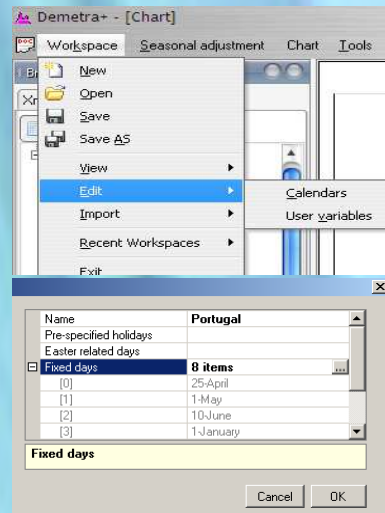 Demetra+ - [Chart]
Workspace Seasonal adjustment Chart Tools
New
Open
Save
Save AS
View
Edit
Import
Recent Workspaces
Exit
Calendars
User variables
Name Portugal
Pre-specified holidays
Easter related days
Fixed days 8 items ...
[0] 25-April
[1] 1-May
[2] 10-June
[3] 1-January
Fixed days
Cancel OK